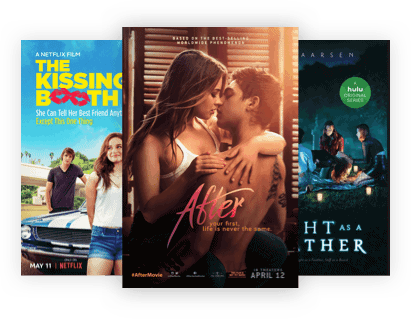 A NETFLIX FILM
THE
KISSING
BOOTH
She Can Tell Her Best Friend Any
Except This One Thing
MAY 11 | NETFLIX
BASED ON THE BEST-SELLING
WORLDWIDE PHENOMENON
After
your first.
life is never the same.
#AfterMovie
IN THEATERS
APRIL 12
AARSEN
hulu
ORIGINAL
SERIES
HT AS A
THER